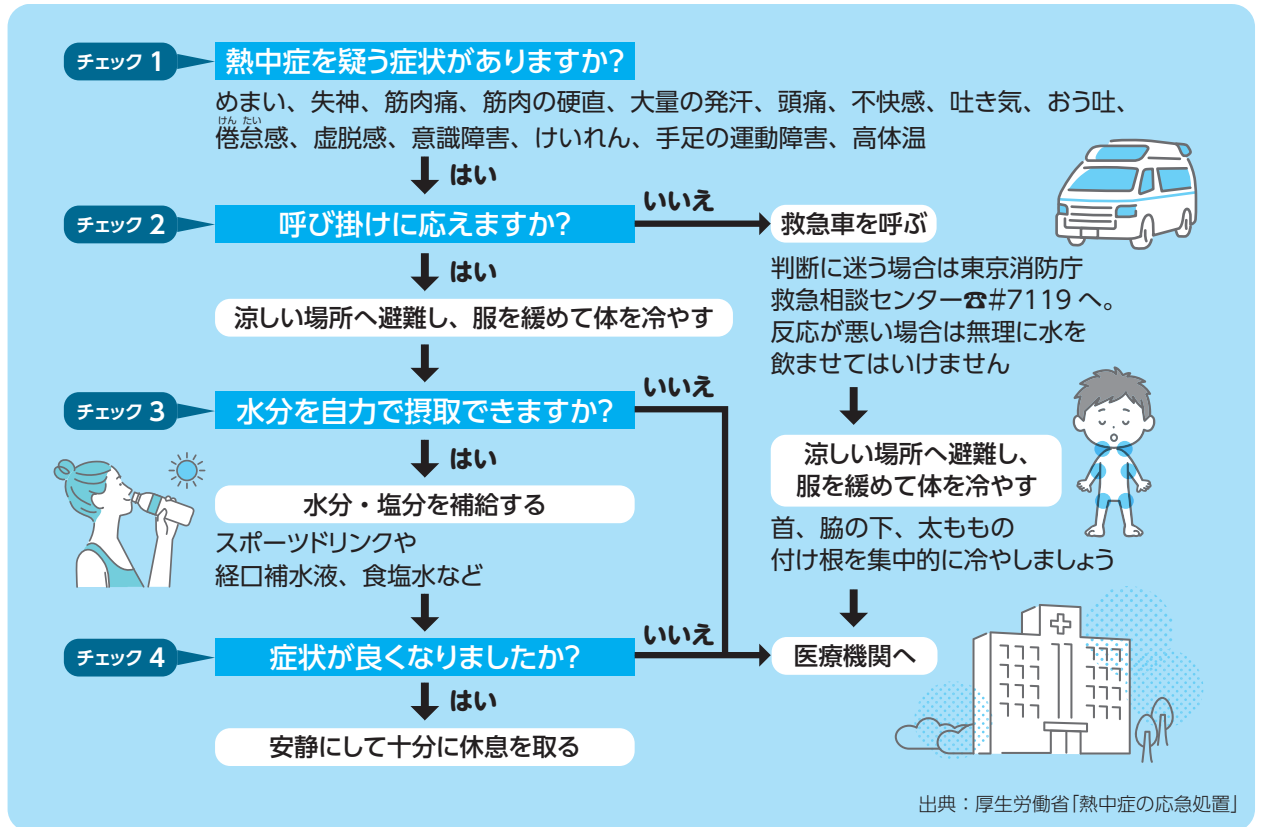 チェック 1
熱中症を疑う症状がありますか?
めまい、失神、筋肉痛、筋肉の硬直、大量の発汗、頭痛、不快感、吐き気、おう吐、
けん たい
倦怠感、虚脱感、意識障害、けいれん、手足の運動障害、高体温
はい
チェック 2
呼び掛けに応えますか?
いいえ
救急車を呼ぶ
判断に迷う場合は東京消防庁
救急相談センター☎#7119 へ。
反応が悪い場合は無理に水を
飲ませてはいけません
はい
涼しい場所へ避難し、服を緩めて体を冷やす
チェック 3
水分を自力で摂取できますか?
いいえ
はい
水分・塩分を補給する
スポーツドリンクや
経口補水液、食塩水など
涼しい場所へ避難し、
服を緩めて体を冷やす
首、脇の下、太ももの
付け根を集中的に冷やしましょう
チェック 4
症状が良くなりましたか?
いいえ
医療機関へ
はい
安静にして十分に休息を取る
出典:厚生労働省「熱中症の応急処置」